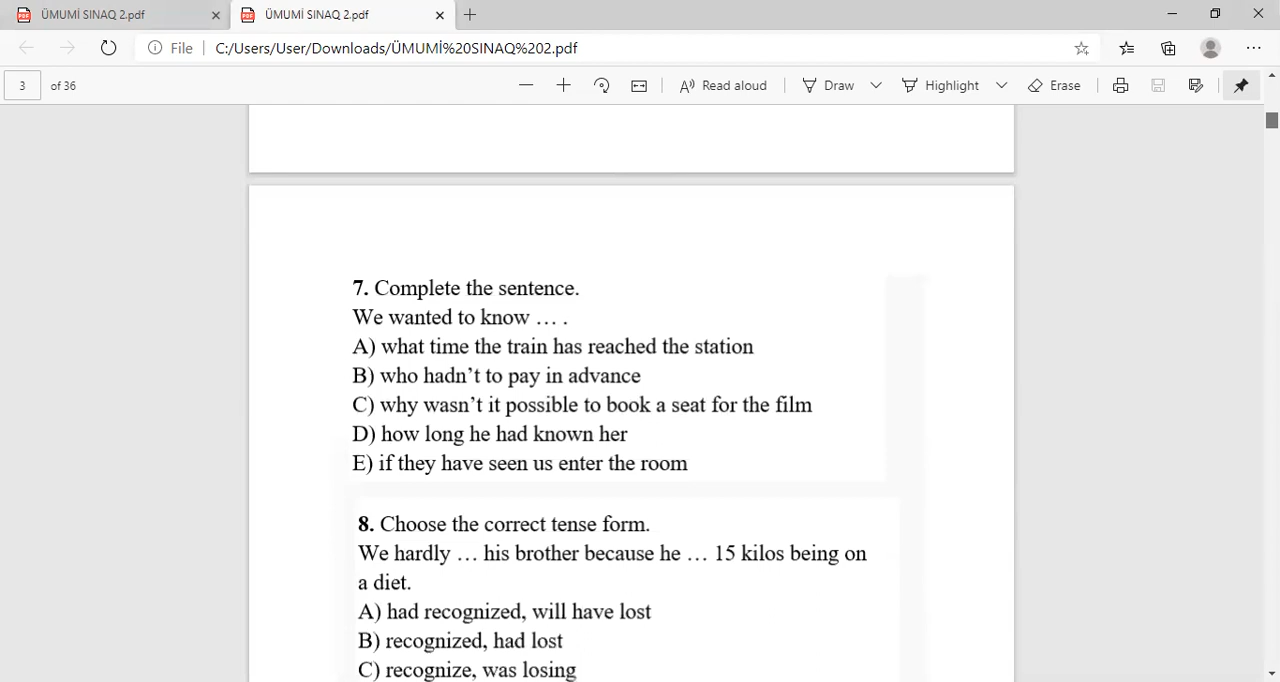 ÜMUMİ SINAQ 2.pdf
ÜMUMİ SINAQ 2.pdf
File
C:/Users/User/Downloads/ÜMUMİ%20SINAQ%202.pdf
3 of 36
Read aloud
Draw
Highlight
Erase
7. Complete the sentence.
We wanted to know … .
A) what time the train has reached the station
B) who hadn’t to pay in advance
C) why wasn’t it possible to book a seat for the film
D) how long he had known her
E) if they have seen us enter the room
8. Choose the correct tense form.
We hardly … his brother because he … 15 kilos being on
a diet.
A) had recognized, will have lost
B) recognized, had lost
C) recognize, was losing